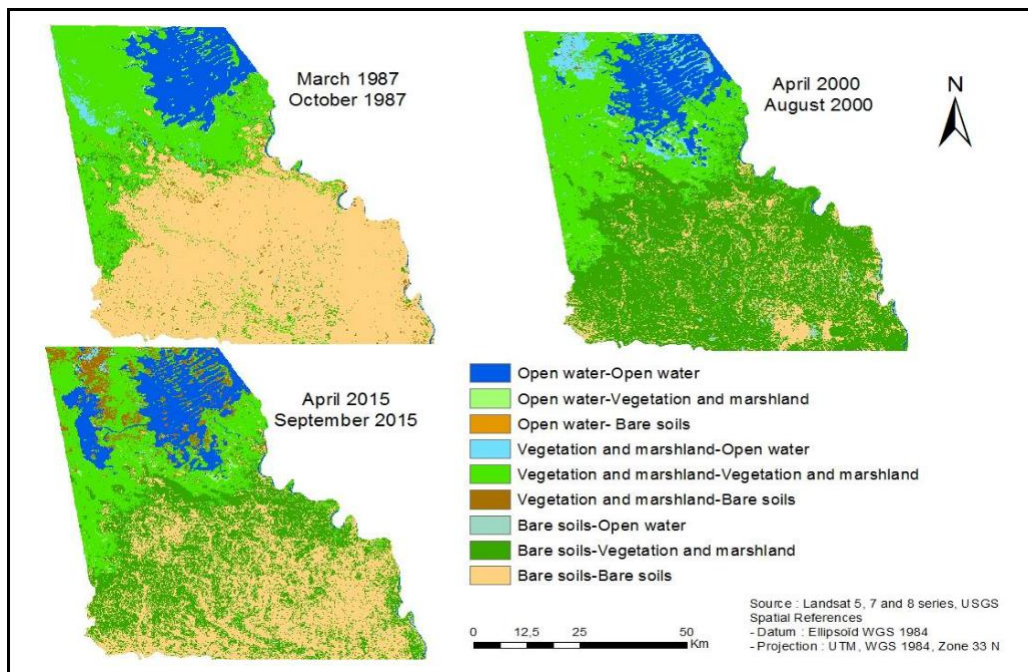 March 1987
October 1987
April 2000
August 2000
N
April 2015
September 2015
Open water-Open water
Open water-Vegetation and marshland
Open water- Bare soils
Vegetation and marshland-Open water
Vegetation and marshland-Vegetation and marshland
Vegetation and marshland-Bare soils
Bare soils-Open water
Bare soils-Vegetation and marshland
Bare soils-Bare soils
0 12,5 25 50
Km
Source : Landsat 5, 7 and 8 series, USGS
Spatial References
- Datum : Ellipsoïd WGS 1984
- Projection : UTM, WGS 1984, Zone 33 N